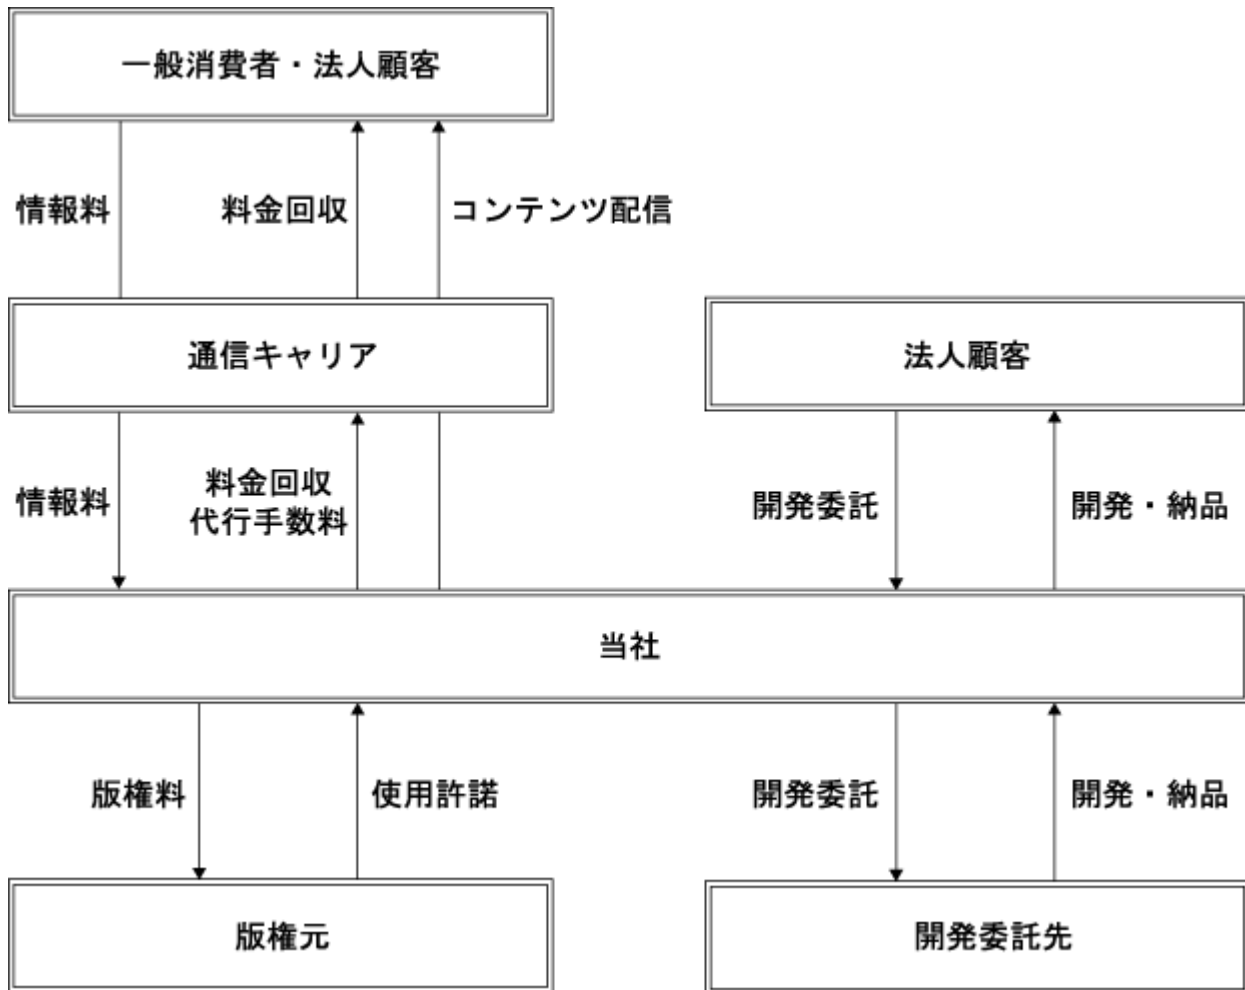 一般消費者・法人顧客
情報料
料金回収
コンテンツ配信
通信キャリア
法人顧客
情報料
料金回収
代行手数料
開発委託
開発・納品
当社
版権料
使用許諾
開発委託
開発・納品
版権元
開発委託先